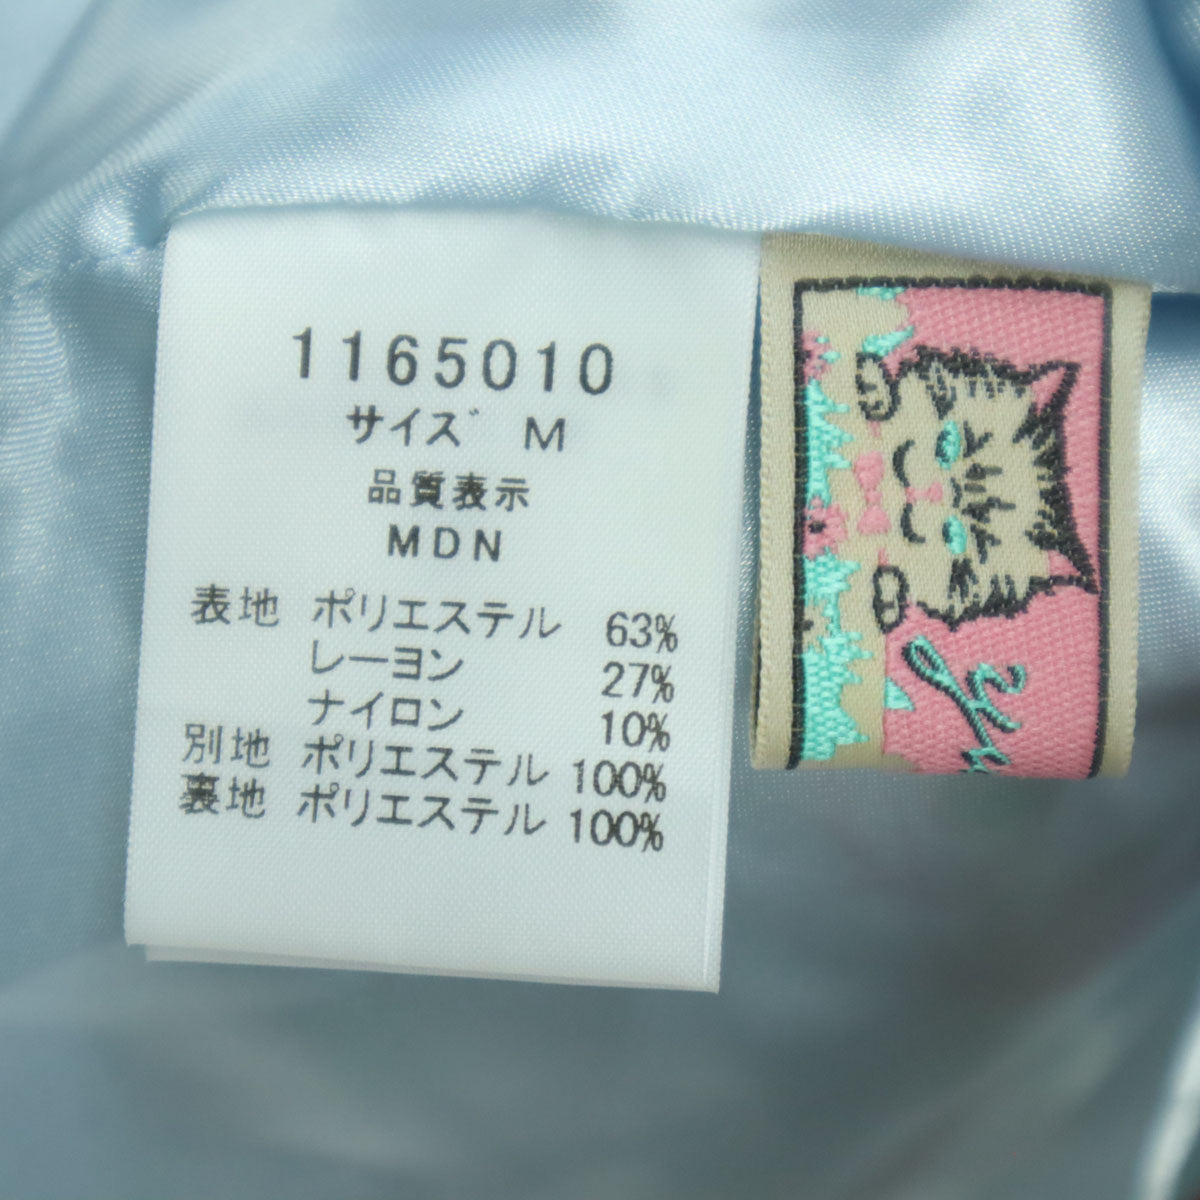 1165010
サイズ M
品質表示
MDN
表地 ポリエステル 63%
レーヨン 27%
ナイロン 10%
別地 ポリエステル 100%
裏地 ポリエステル 100%